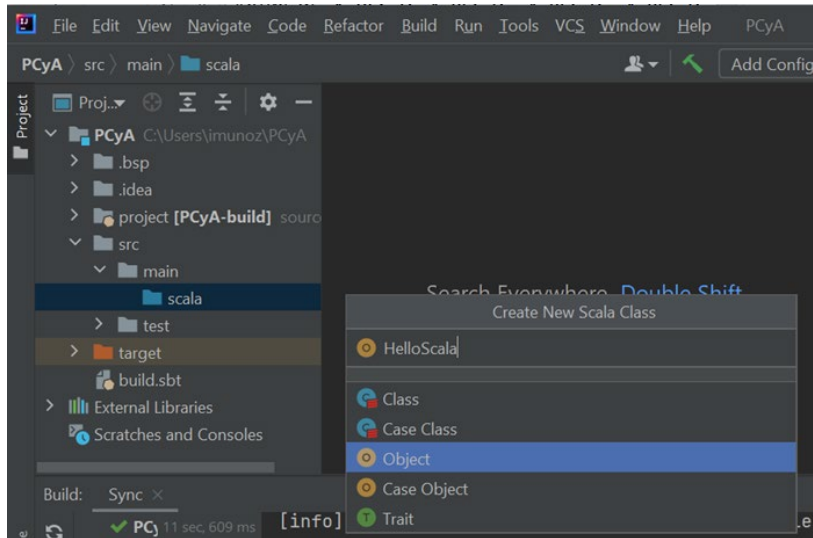 File Edit View Navigate Code Refactor Build Run Tools VCS Window Help PCyA
PCyA src main scala Add Config
Project
Proj...
PCyA C:\Users\imunoz\PCyA
.bsp
.idea
project [PCyA-build] sourc
src
main
scala
test
target
build.sbt
External Libraries
Scratches and Consoles
Search Everywhere Double Shift
Create New Scala Class
HelloScala
Class
Case Class
Object
Case Object
Trait
Build: Sync
PCy 11 sec, 609 ms [info]